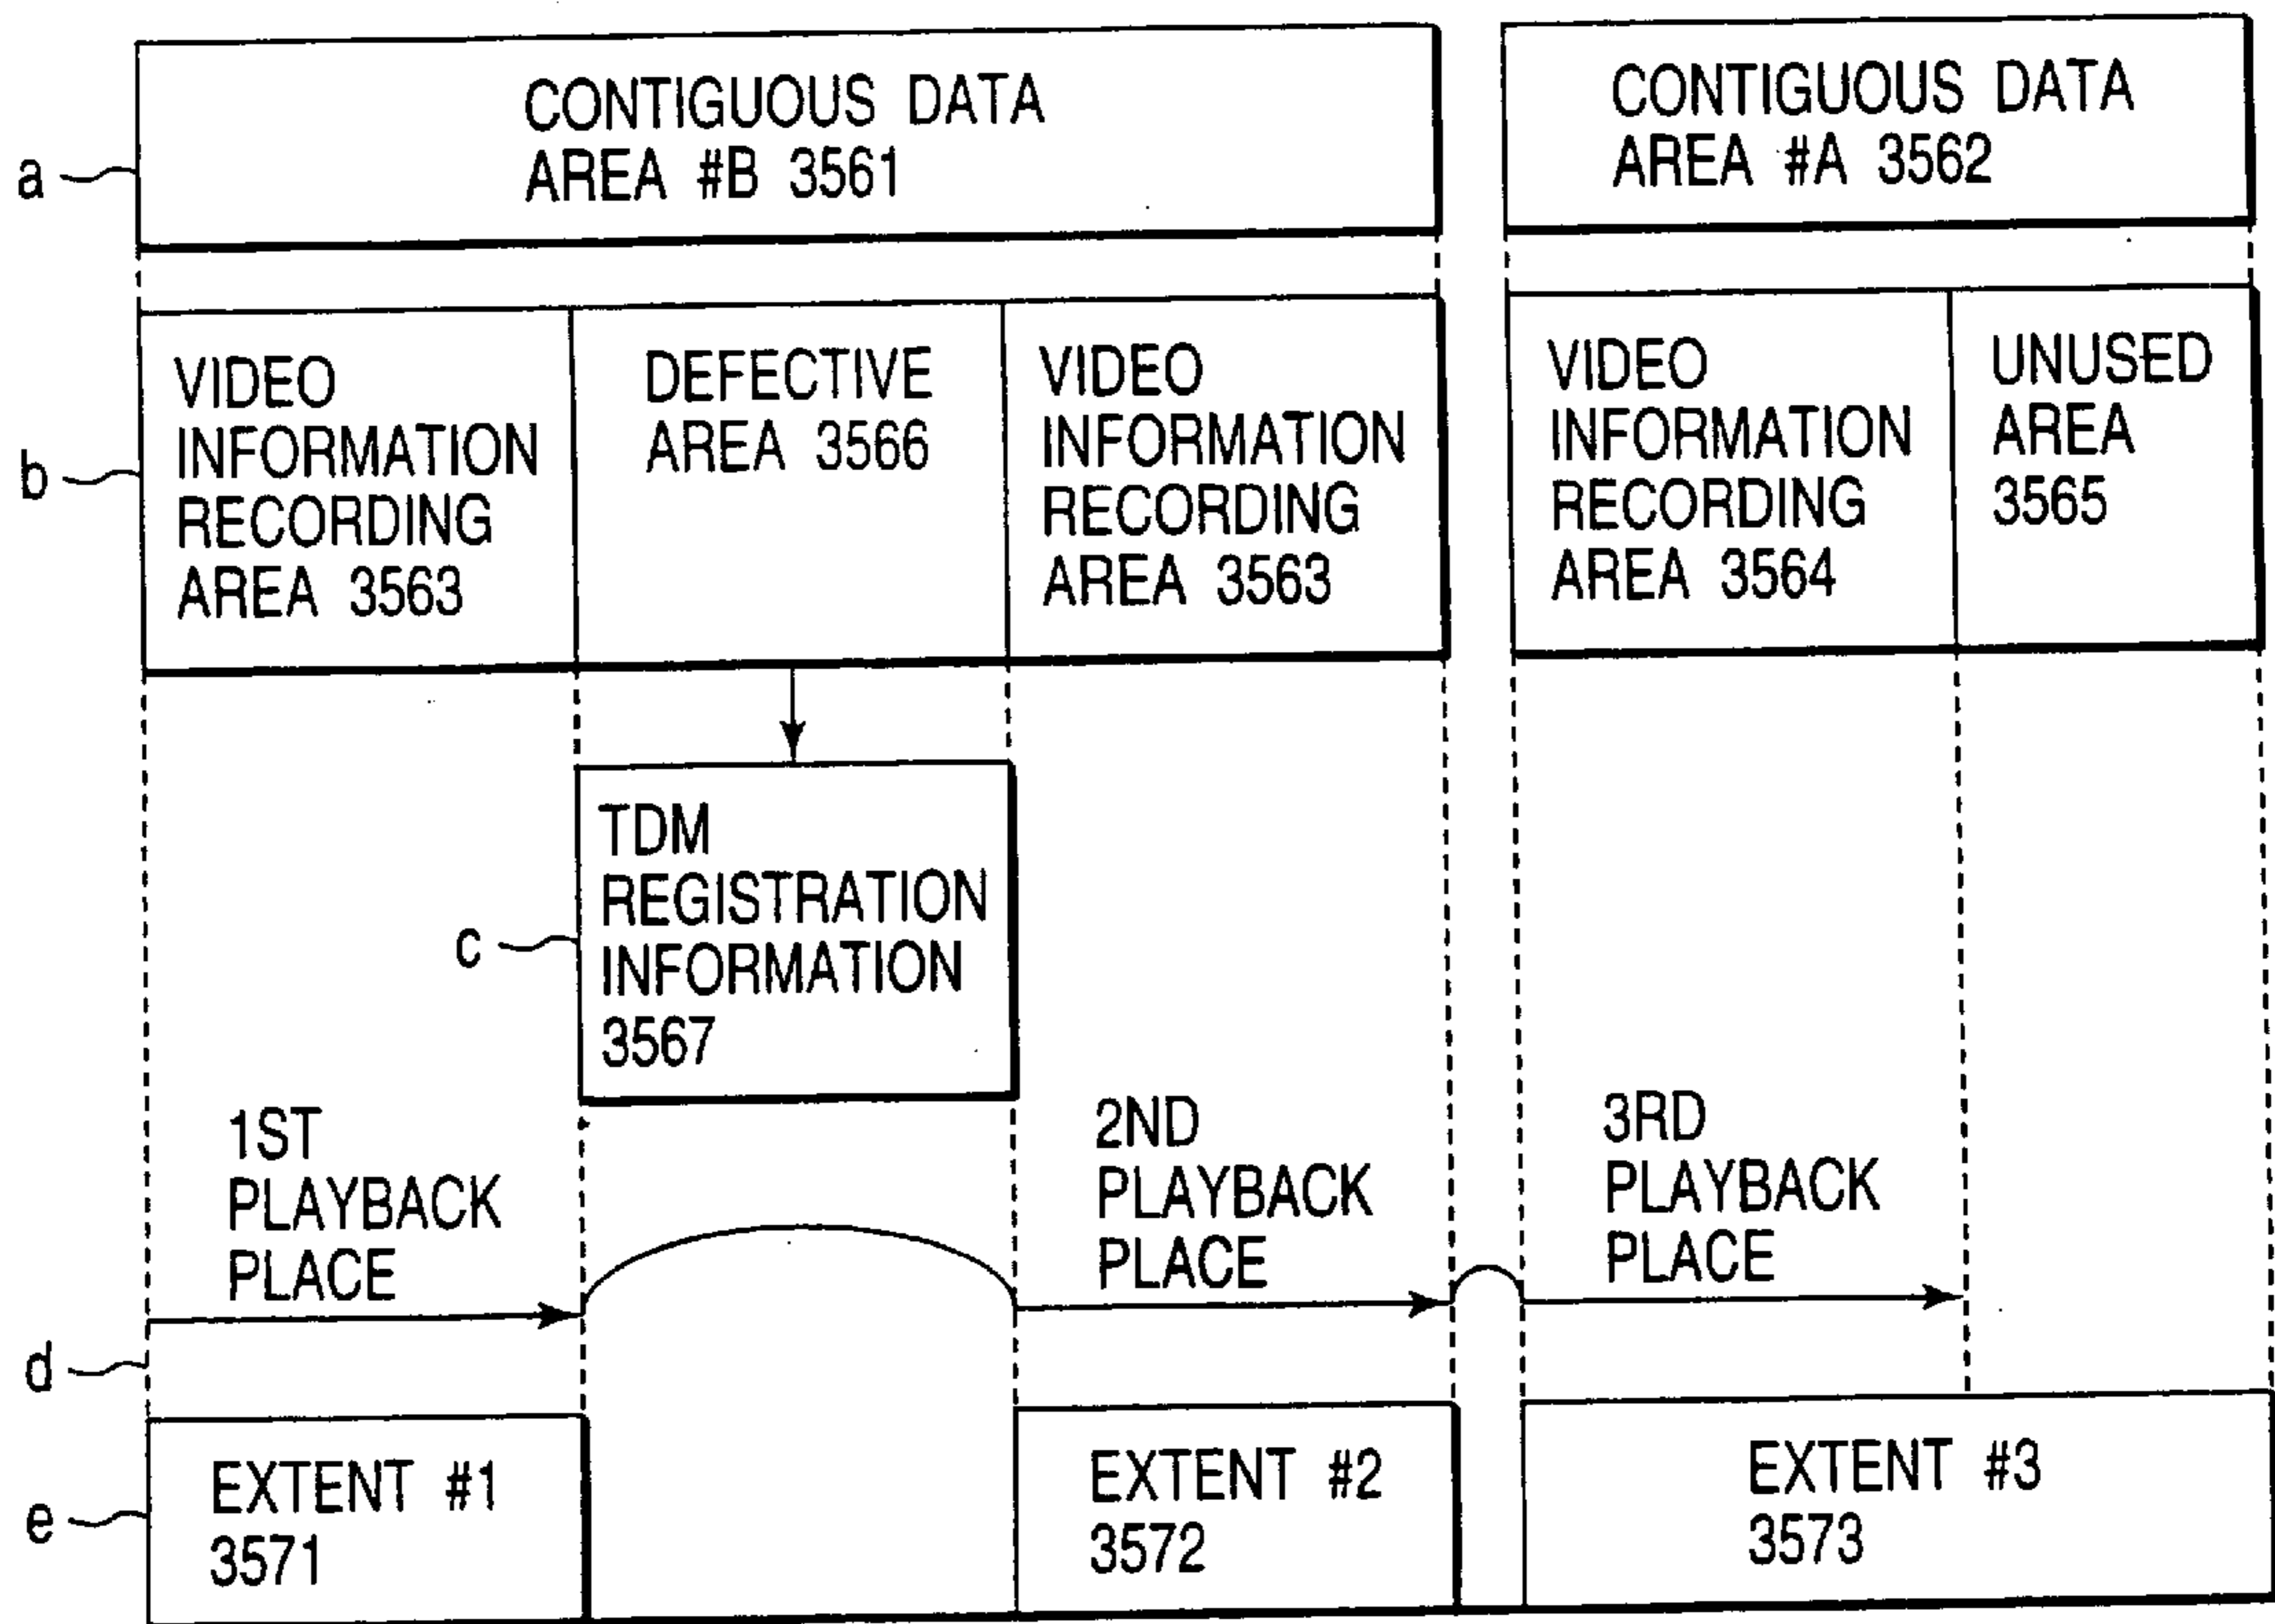 CONTIGUOUS DATA
AREA #B 3561
CONTIGUOUS DATA
AREA #A 3562
a
VIDEO
INFORMATION
RECORDING
AREA 3563
DEFECTIVE
AREA 3566
VIDEO
INFORMATION
RECORDING
AREA 3563
VIDEO
INFORMATION
RECORDING
AREA 3564
UNUSED
AREA
3565
b
TDM
REGISTRATION
INFORMATION
3567
c
1ST
PLAYBACK
PLACE
2ND
PLAYBACK
PLACE
3RD
PLAYBACK
PLACE
d
EXTENT #1
3571
EXTENT #2
3572
EXTENT #3
3573
e